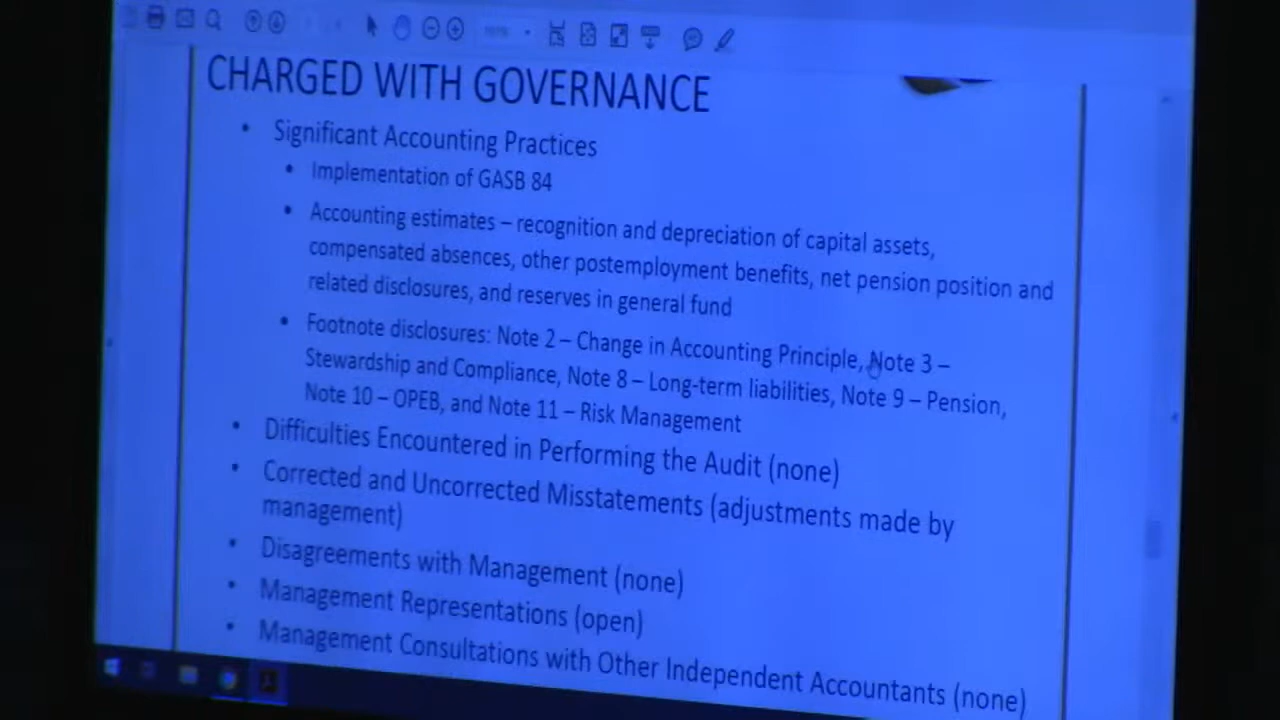 CHARGED WITH GOVERNANCE
• Significant Accounting Practices
• Implementation of GASB 84
• Accounting estimates – recognition and depreciation of capital assets,
compensated absences, other postemployment benefits, net pension position and
related disclosures, and reserves in general fund
• Footnote disclosures: Note 2 – Change in Accounting Principle, Note 3 –
Stewardship and Compliance, Note 8 – Long-term liabilities, Note 9 – Pension,
Note 10 – OPEB, and Note 11 – Risk Management
• Difficulties Encountered in Performing the Audit (none)
• Corrected and Uncorrected Misstatements (adjustments made by
management)
• Disagreements with Management (none)
• Management Representations (open)
• Management Consultations with Other Independent Accountants (none)